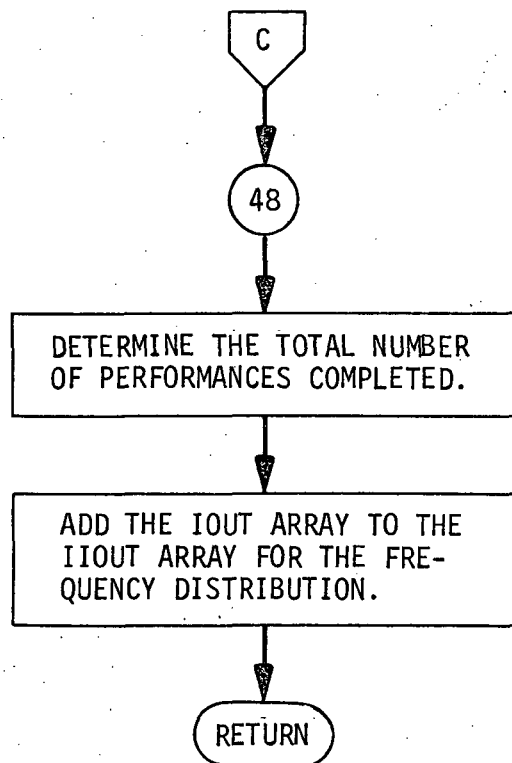 C
48
DETERMINE THE TOTAL NUMBER
OF PERFORMANCES COMPLETED.
ADD THE IOUT ARRAY TO THE
IIOUT ARRAY FOR THE FRE-
QUENCY DISTRIBUTION.
RETURN